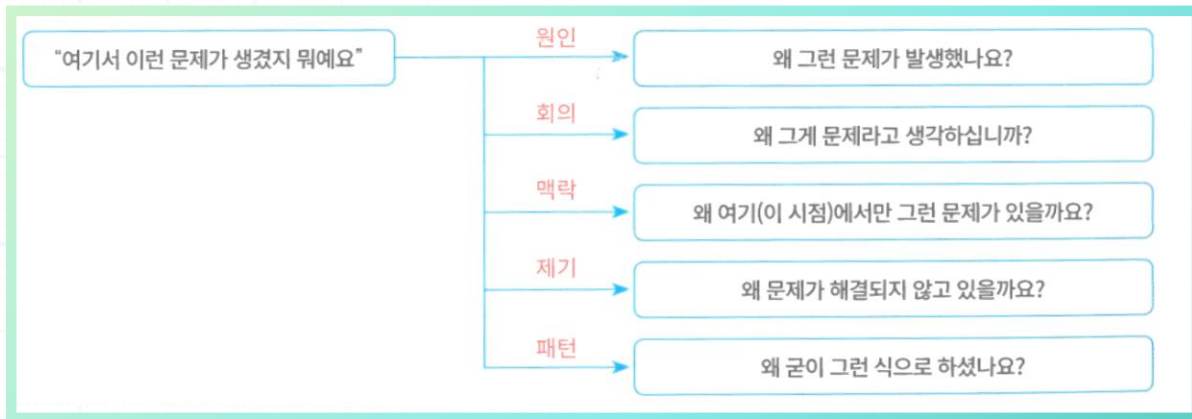 “여기서 이런 문제가 생겼지 뭐예요”
원인
왜 그런 문제가 발생했나요?
회의
왜 그게 문제라고 생각하십니까?
맥락
왜 여기(이 시점)에서만 그런 문제가 있을까요?
제기
왜 문제가 해결되지 않고 있을까요?
패턴
왜 굳이 그런 식으로 하셨나요?